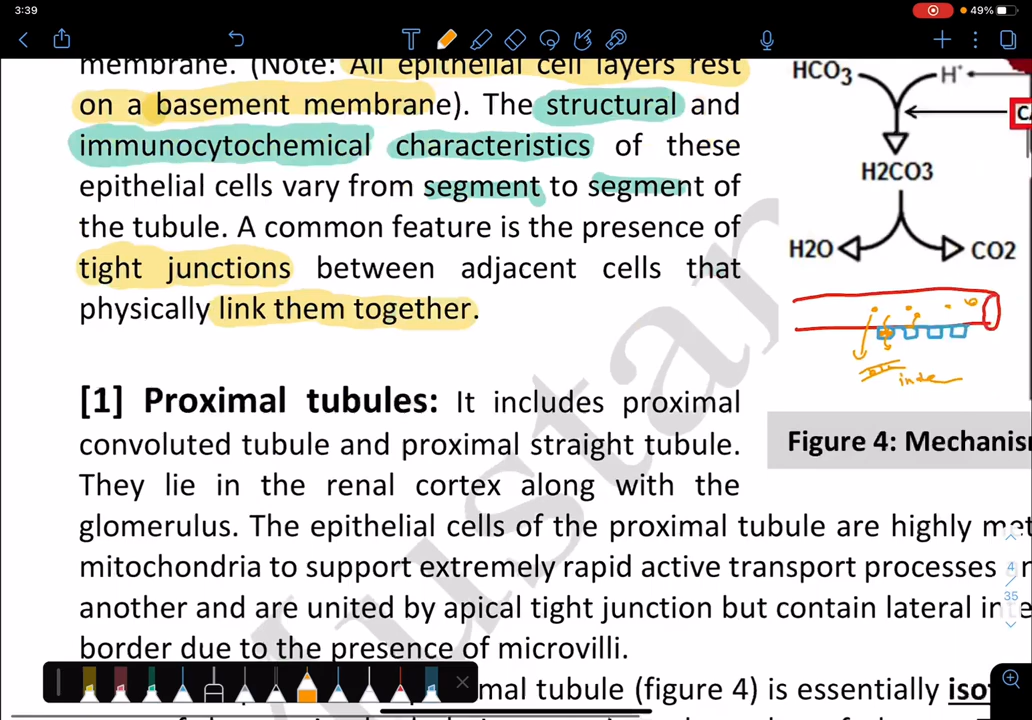 3:39
49%
membrane. (Note: All epithelial cell layers rest
on a basement membrane). The structural and
immunocytochemical characteristics of these
epithelial cells vary from segment to segment of
the tubule. A common feature is the presence of
tight junctions between adjacent cells that
physically link them together.
HCO3
H+
H2CO3
H2O
CO2
Figure 4: Mechanis
[1] Proximal tubules: It includes proximal
convoluted tubule and proximal straight tubule.
They lie in the renal cortex along with the
glomerulus. The epithelial cells of the proximal tubule are highly met
mitochondria to support extremely rapid active transport processes
another and are united by apical tight junction but contain lateral inte
border due to the presence of microvilli.
mal tubule (figure 4) is essentially iso
4
35
Mustar